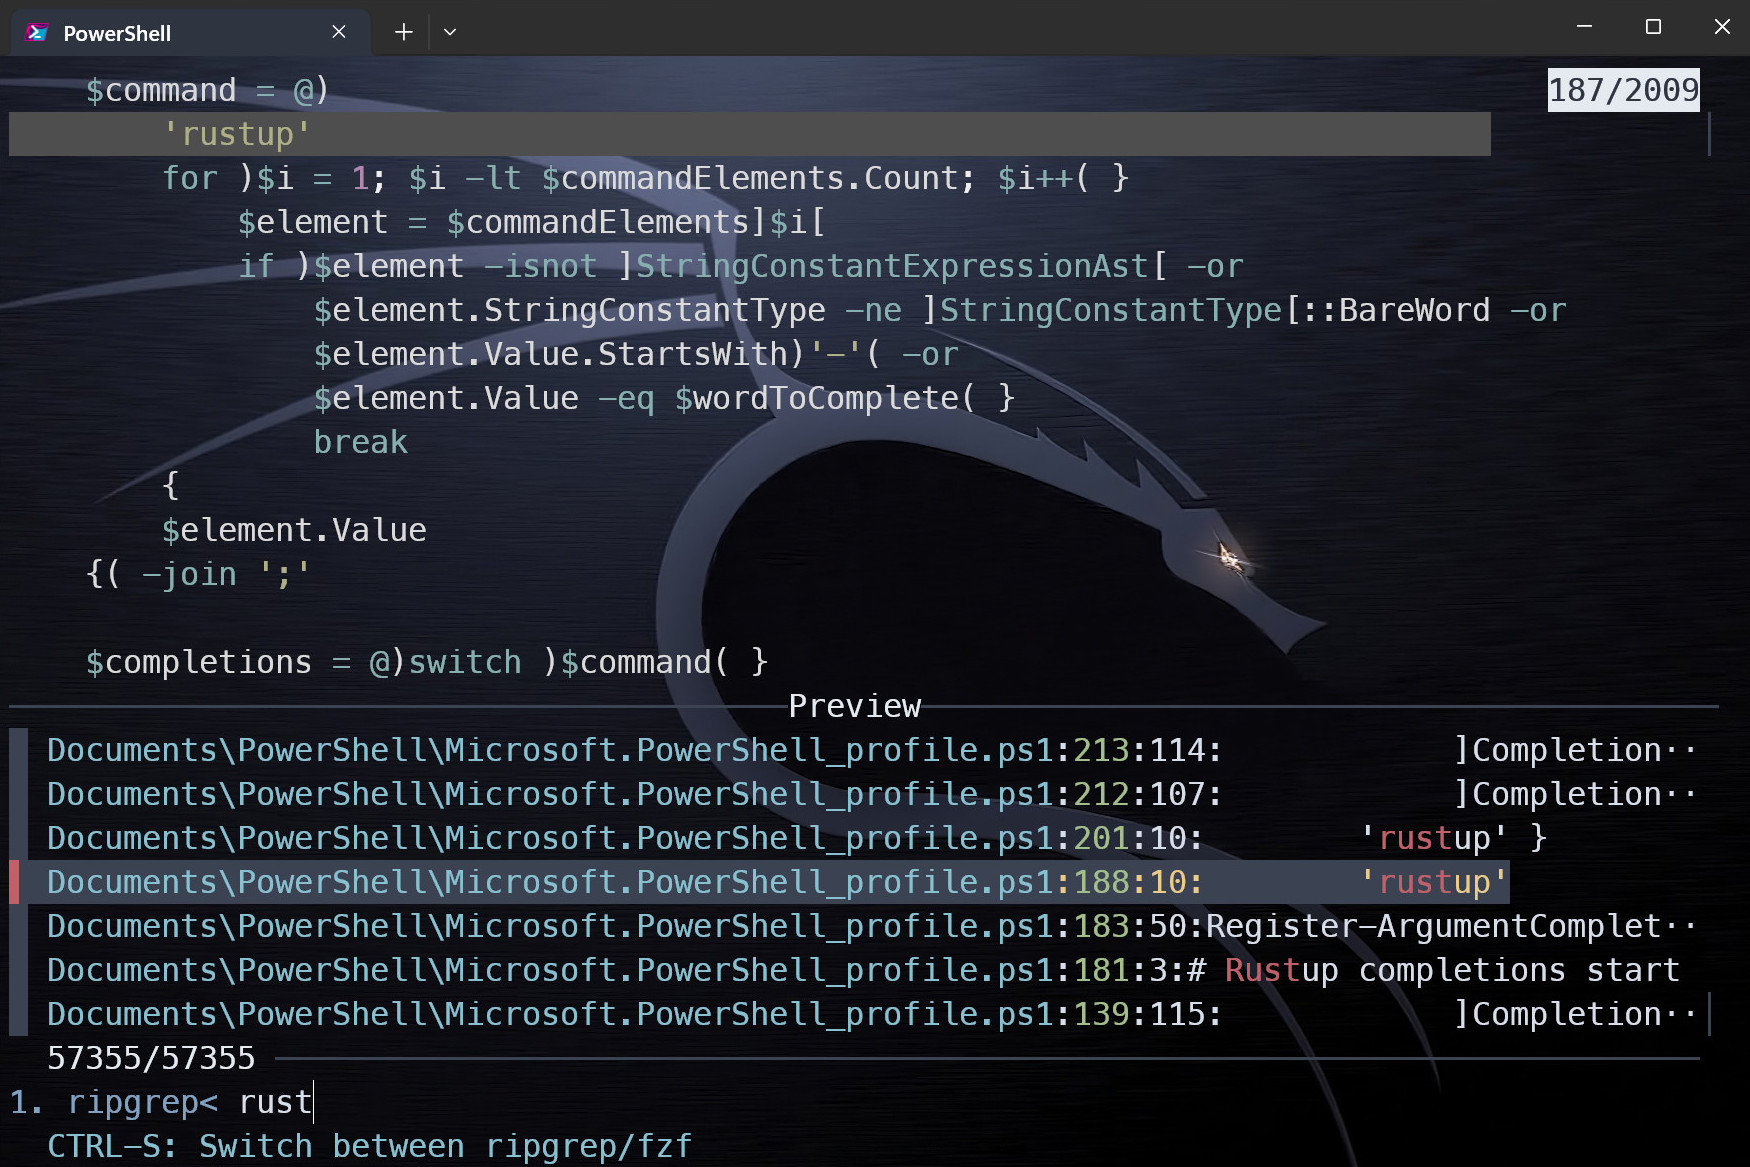 PowerShell
$command = @)
187/2009
'rustup'
for )$i = 1; $i -lt $commandElements.Count; $i++( }
$element = $commandElements]$i[
if )$element -isnot ]StringConstantExpressionAst[ -or
$element.StringConstantType -ne ]StringConstantType[::BareWord -or
$element.Value.StartsWith)'-'( -or
$element.Value -eq $wordToComplete( }
break
{
$element.Value
{( -join ';'
$completions = @)switch )$command( }
Preview
Documents\PowerShell\Microsoft.PowerShell_profile.ps1:213:114: ]Completion··
Documents\PowerShell\Microsoft.PowerShell_profile.ps1:212:107: ]Completion··
Documents\PowerShell\Microsoft.PowerShell_profile.ps1:201:10: 'rustup' }
Documents\PowerShell\Microsoft.PowerShell_profile.ps1:188:10: 'rustup'
Documents\PowerShell\Microsoft.PowerShell_profile.ps1:183:50:Register-ArgumentComplet··
Documents\PowerShell\Microsoft.PowerShell_profile.ps1:181:3:# Rustup completions start
Documents\PowerShell\Microsoft.PowerShell_profile.ps1:139:115: ]Completion··
57355/57355
1. ripgrep< rust
CTRL-S: Switch between ripgrep/fzf